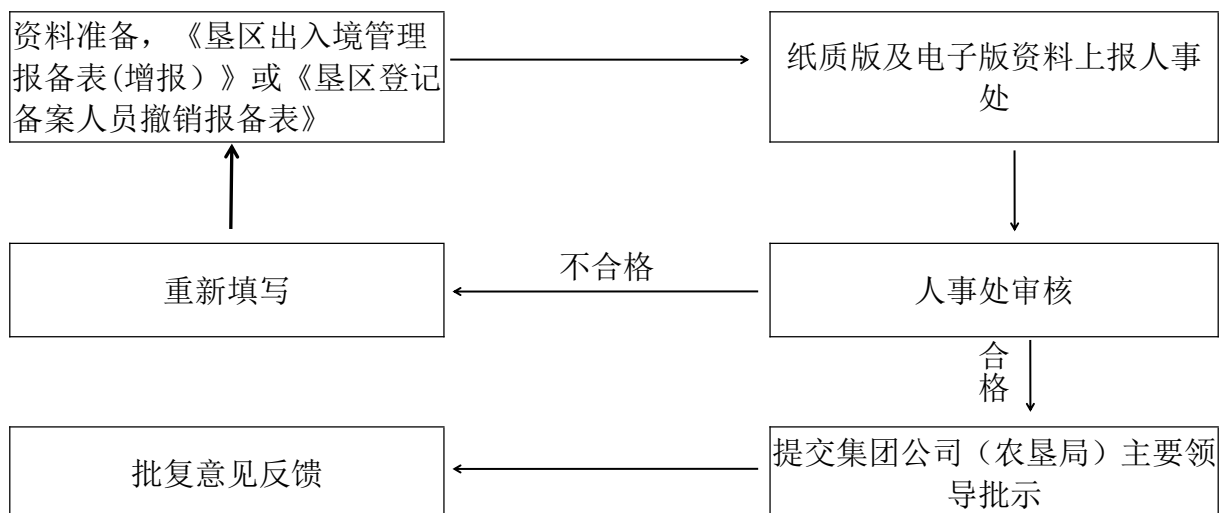 资料准备，《垦区出入境管理
报备表(增报）》或《垦区登记
备案人员撤销报备表》
纸质版及电子版资料上报人事
处
重新填写
不合格
人事处审核
合
格
批复意见反馈
提交集团公司（农垦局）主要领
导批示